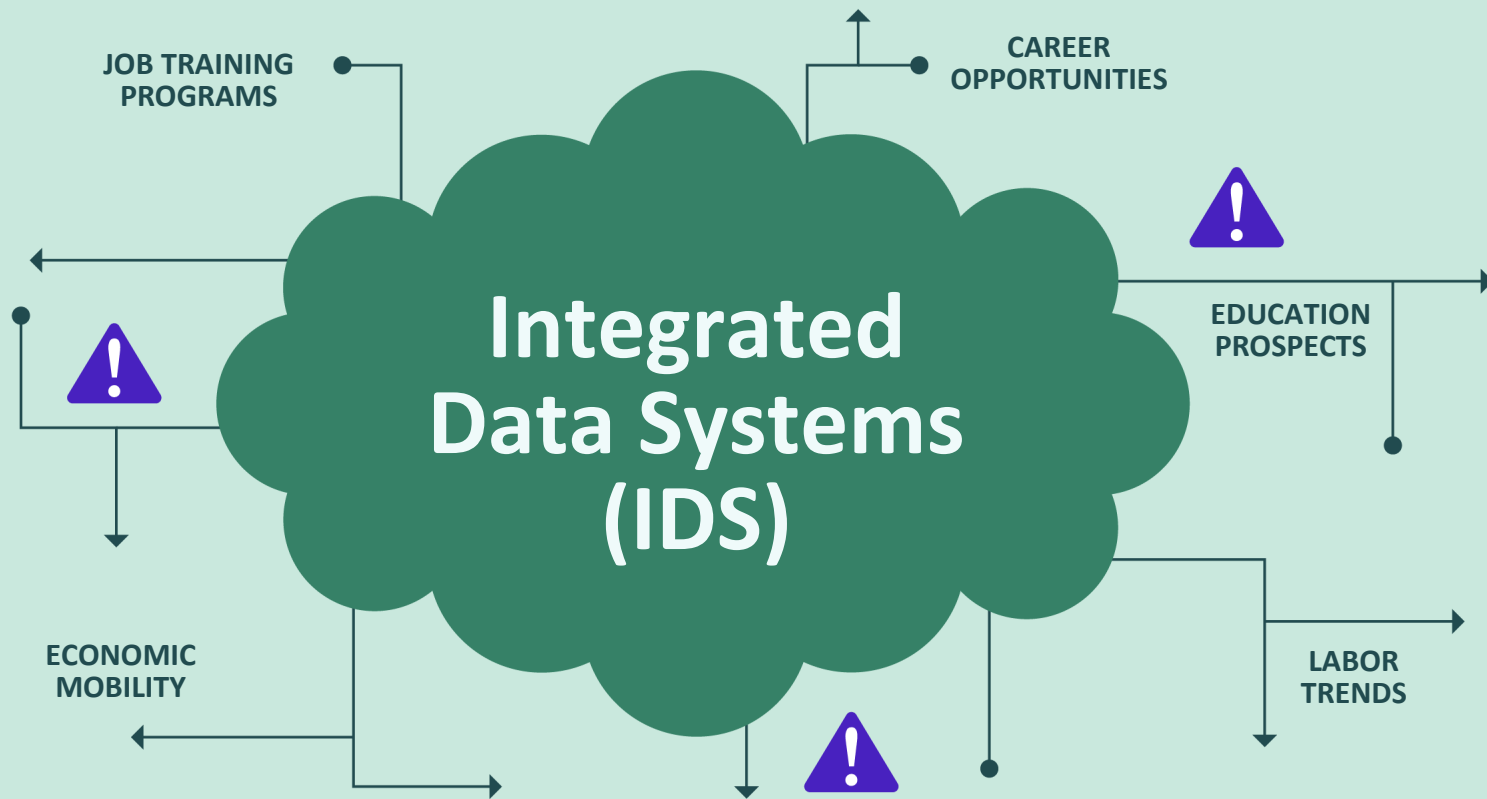 JOB TRAINING
PROGRAMS
CAREER
OPPORTUNITIES
Integrated
Data Systems
(IDS)
EDUCATION
PROSPECTS
ECONOMIC
MOBILITY
LABOR
TRENDS